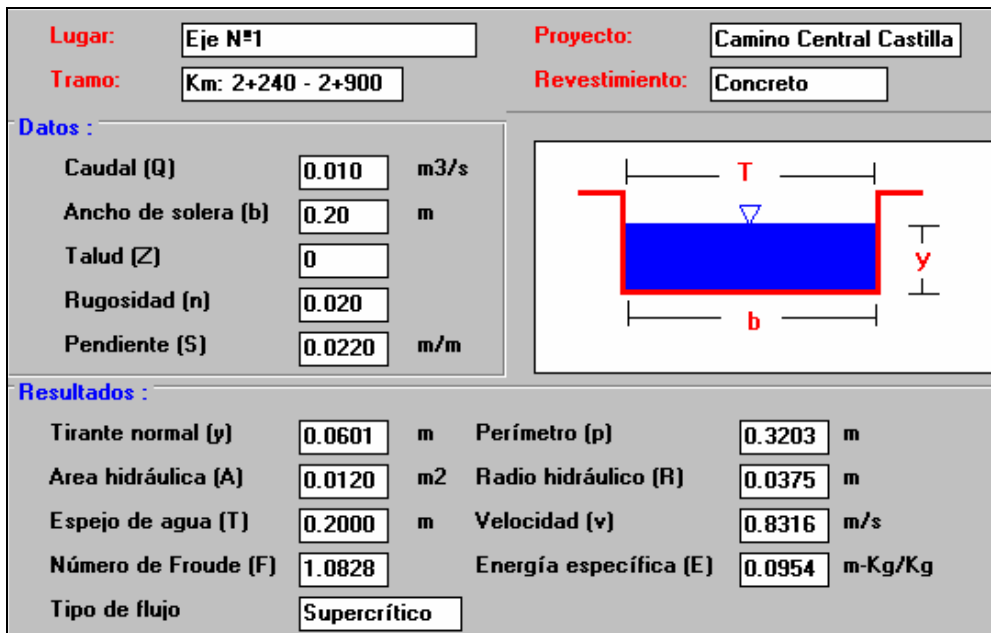 Lugar: Eje Nº1 Proyecto: Camino Central Castilla
Tramo: Km: 2+240 - 2+900 Revestimiento: Concreto
Datos :
Caudal (Q) 0.010 m3/s
Ancho de solera (b) 0.20 m
Talud (Z) 0
Rugosidad (n) 0.020
Pendiente (S) 0.0220 m/m
T
y
b
Resultados :
Tirante normal (y) 0.0601 m Perímetro (p) 0.3203 m
Area hidráulica (A) 0.0120 m2 Radio hidráulico (R) 0.0375 m
Espejo de agua (T) 0.2000 m Velocidad (v) 0.8316 m/s
Número de Froude (F) 1.0828 Energía específica (E) 0.0954 m-Kg/Kg
Tipo de flujo Supercrítico